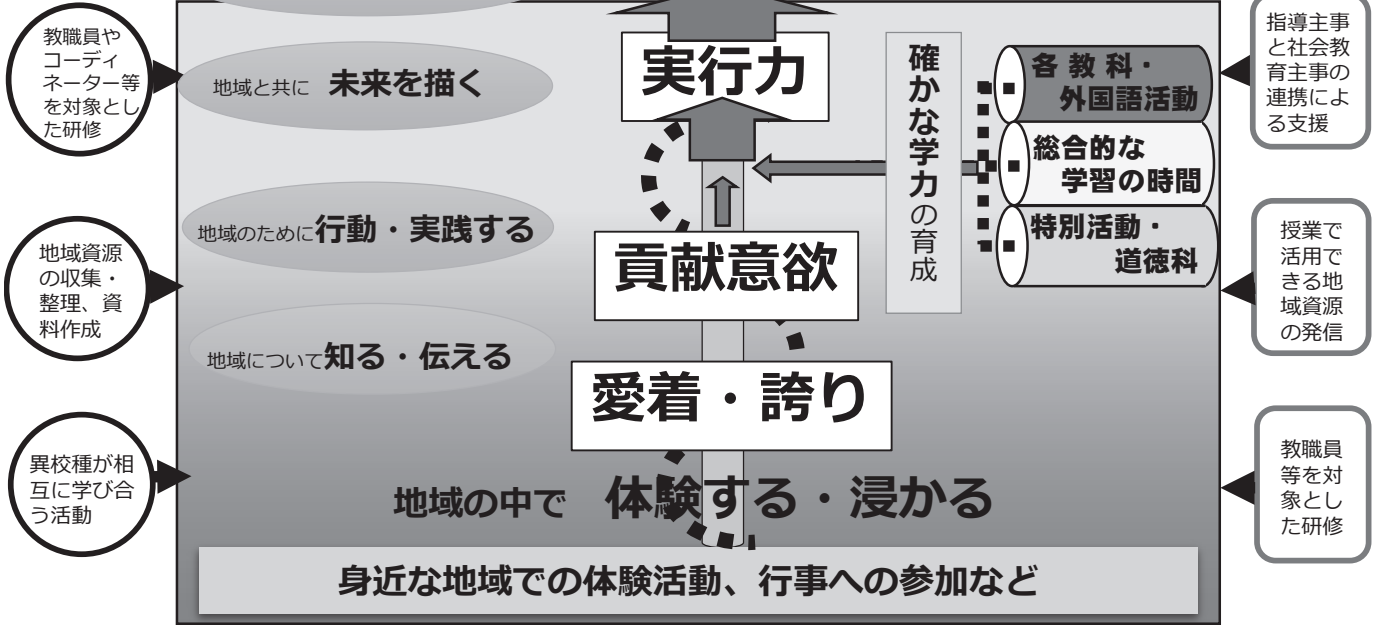 教職員や
コーディ
ネーター等
を対象とし
た研修
地域資源
の収集・
整理、資
料作成
異校種が相
互に学び合
う活動
地域と共に 未来を描く
地域のために行動・実践する
地域について知る・伝える
実行力
貢献意欲
愛着・誇り
地域の中で 体験する・浸かる
身近な地域での体験活動、行事への参加など
確かな学力の育成
各教科・
外国語活動
総合的な
学習の時間
特別活動・
道徳科
指導主事
と社会教
育主事の
連携によ
る支援
授業で
活用で
きる地
域資源
の発信
教職員
等を対
象とし
た研修